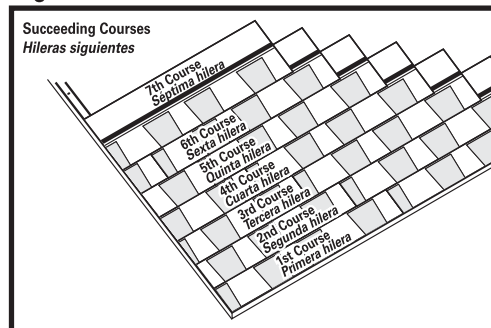 Succeeding Courses
Hileras siguientes
7th Course
Séptima hilera
6th Course
Sexta hilera
5th Course
Quinta hilera
4th Course
Cuarta hilera
3rd Course
Tercera hilera
2nd Course
Segunda hilera
1st Course
Primera hilera